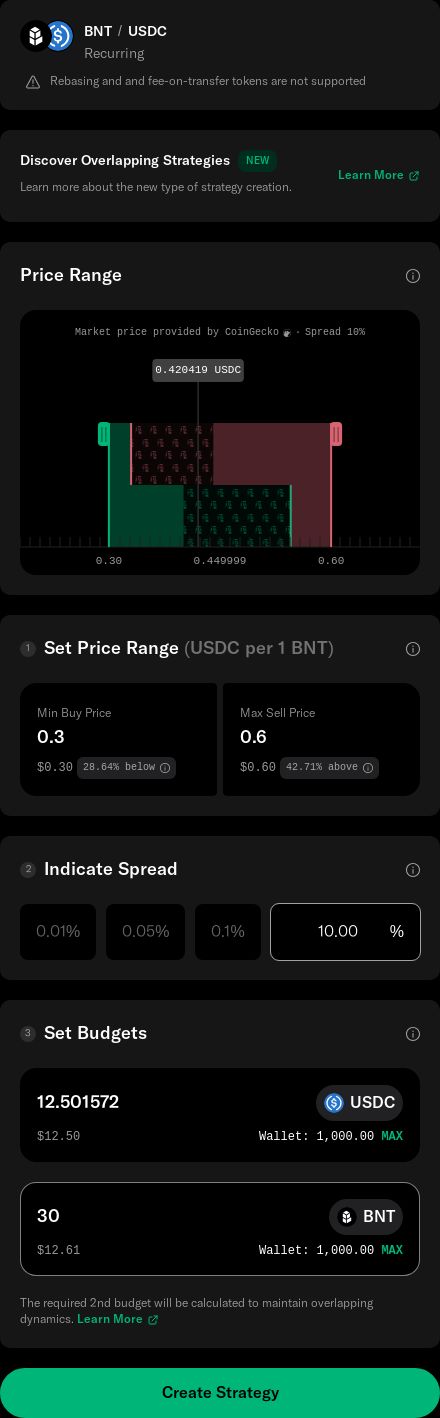 BNT / USDC
Recurring
Rebasing and and fee-on-transfer tokens are not supported
Discover Overlapping Strategies NEW
Learn more about the new type of strategy creation.
Learn More
Price Range
Market price provided by CoinGecko · Spread 10%
0.420419 USDC
0.30 0.449999 0.60
1 Set Price Range (USDC per 1 BNT)
Min Buy Price Max Sell Price
0.3 0.6
$0.30 28.64% below $0.60 42.71% above
2 Indicate Spread
0.01% 0.05% 0.1% 10.00 %
3 Set Budgets
12.501572 USDC
$12.50 Wallet: 1,000.00 MAX
30 BNT
$12.61 Wallet: 1,000.00 MAX
The required 2nd budget will be calculated to maintain overlapping
dynamics. Learn More
Create Strategy